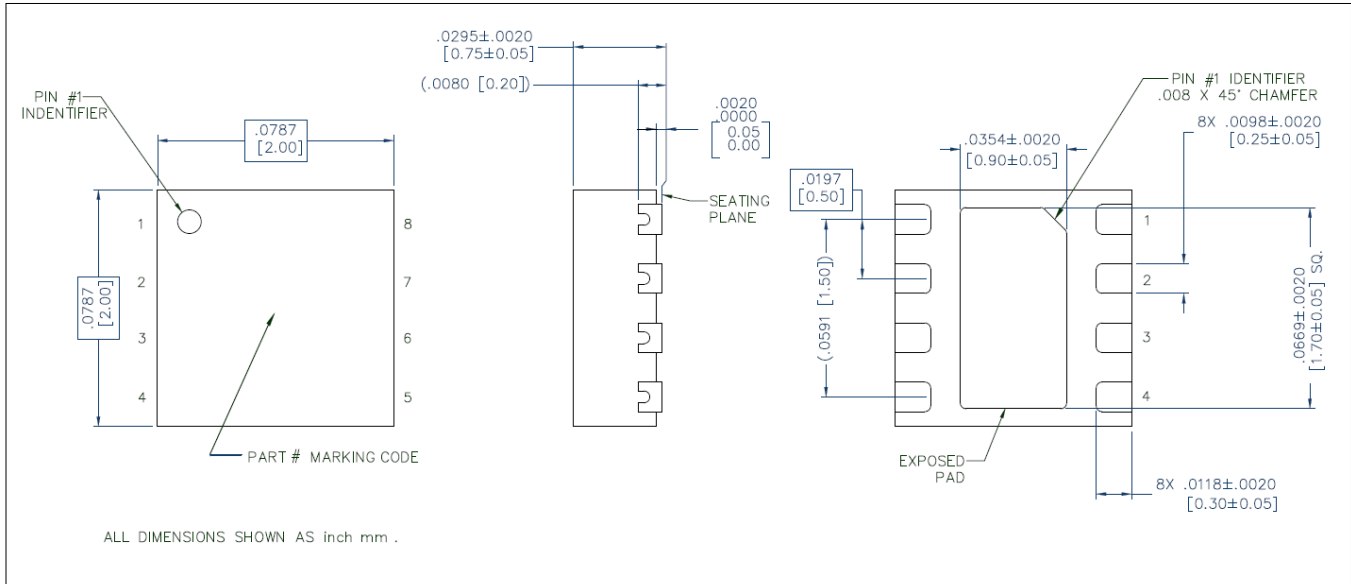 PIN #1
INDENTIFIER
.0787
[2.00]
.0787
[2.00]
1
2
3
4
8
7
6
5
PART # MARKING CODE
.0295±.0020
[0.75±0.05]
(.0080 [0.20])
.0020
.0000
[0.05
0.00]
SEATING
PLANE
PIN #1 IDENTIFIER
.008 X 45° CHAMFER
.0354±.0020
[0.90±0.05]
8X .0098±.0020
[0.25±0.05]
.0197
[0.50]
(.0591 [1.50])
1
2
3
4
.0669±.0020
[1.70±0.05] SQ.
EXPOSED
PAD
8X .0118±.0020
[0.30±0.05]
ALL DIMENSIONS SHOWN AS inch mm .